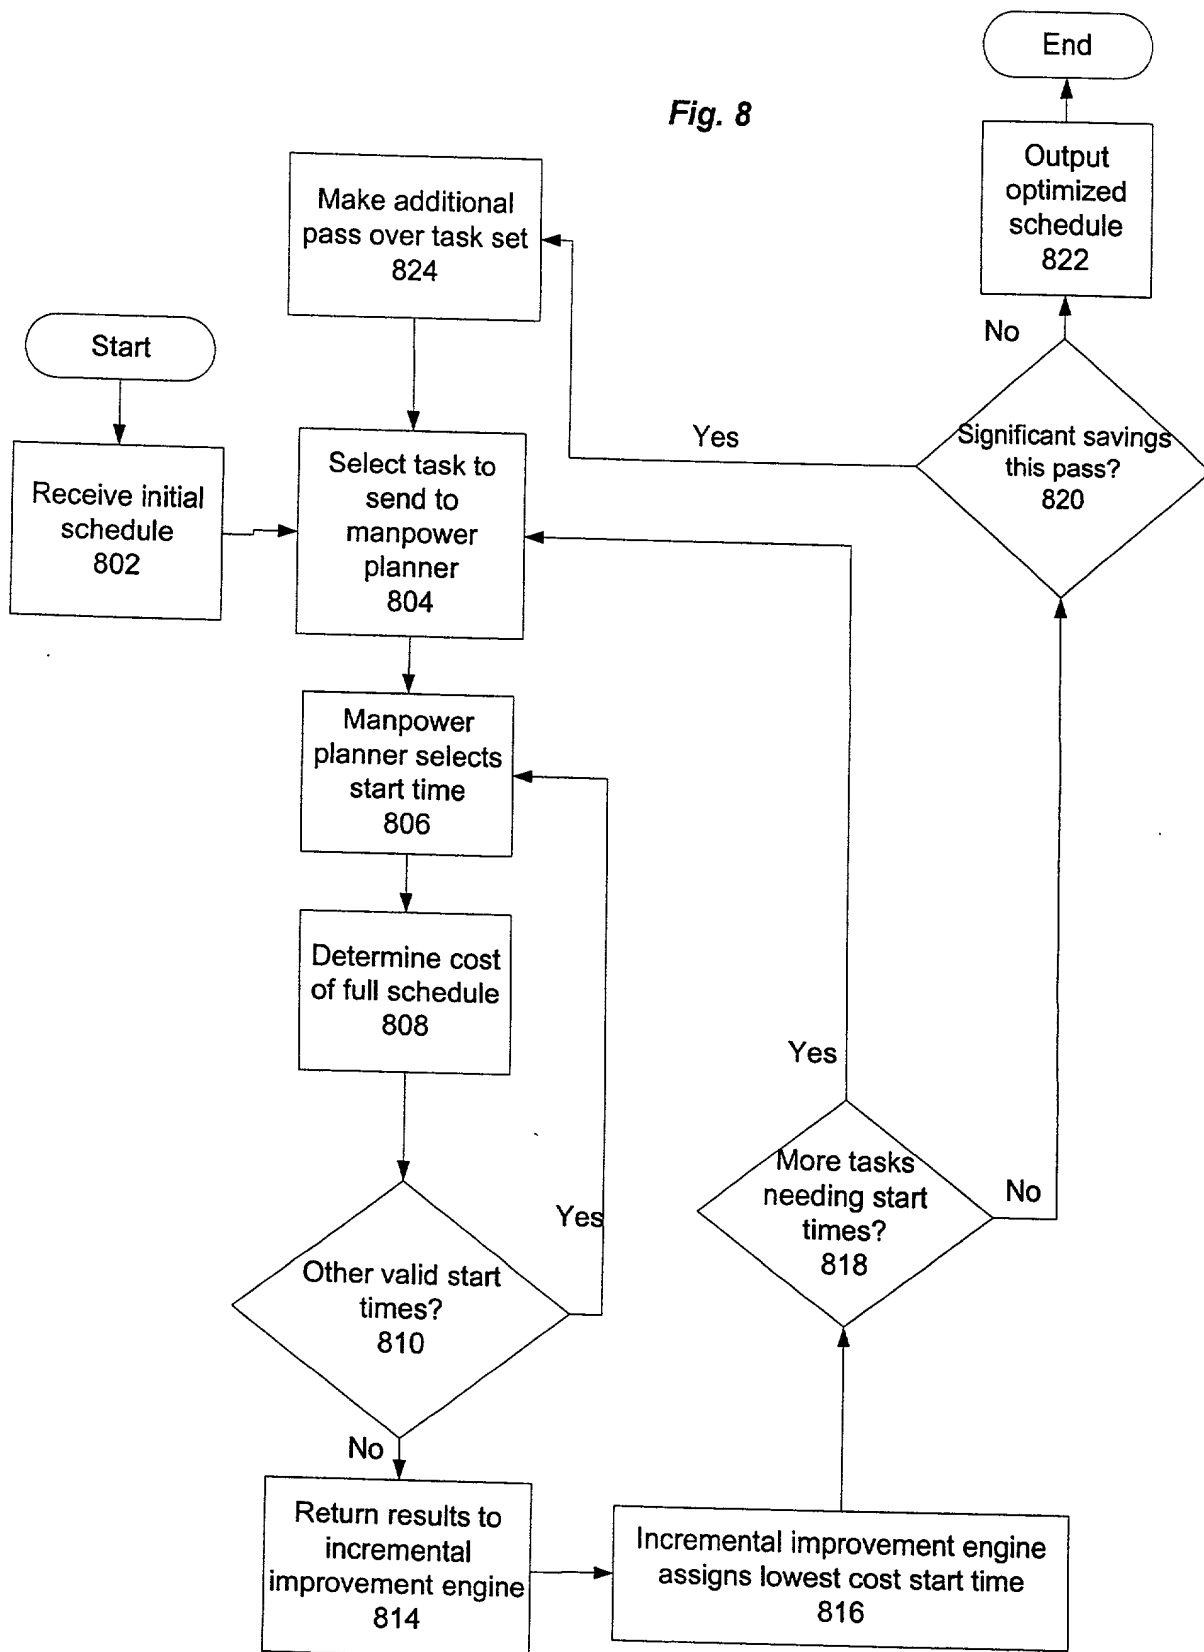 End
Fig. 8
Output
optimized
schedule
822
Make additional
pass over task set
824
No
Start
Yes
Significant savings
this pass?
820
Select task to
send to
manpower
planner
804
Receive initial
schedule
802
Manpower
planner selects
start time
806
Determine cost
of full schedule
808
Yes
More tasks
needing start
times?
818
No
Yes
Other valid start
times?
810
No
Return results to
incremental
improvement engine
814
Incremental improvement engine
assigns lowest cost start time
816